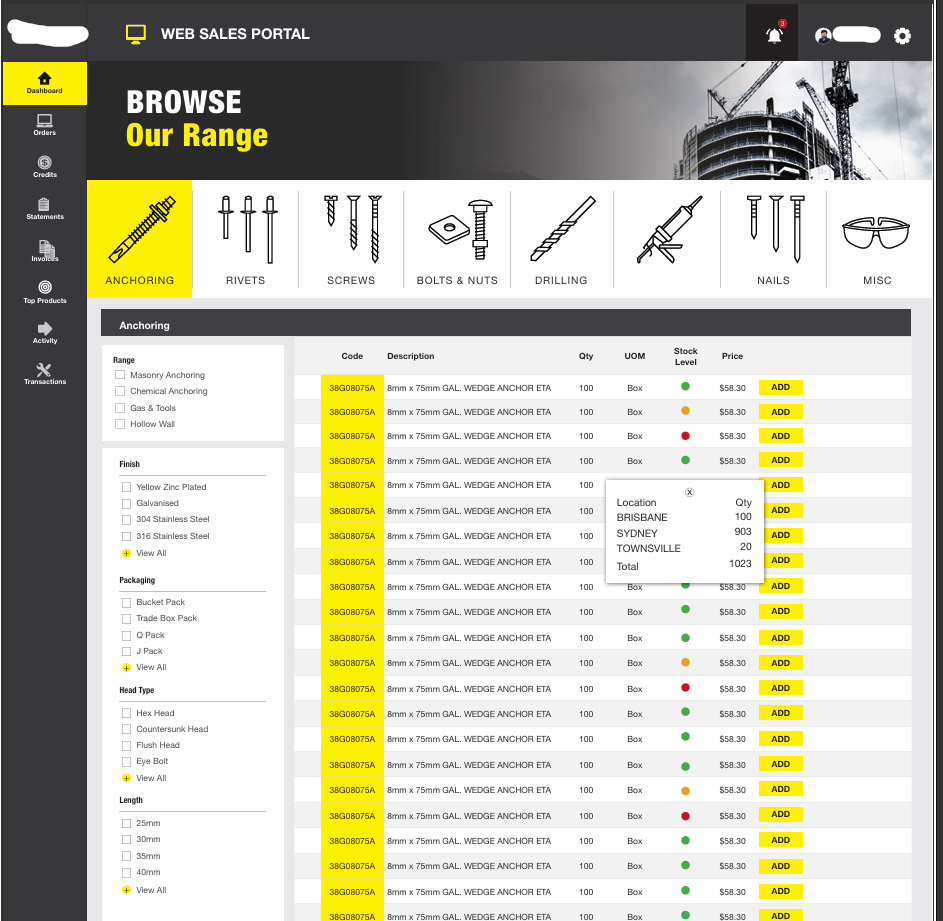 WEB SALES PORTAL
3
Dashboard
Orders
Credits
Statements
Invoices
Top Products
Activity
Transactions
BROWSE
Our Range
ANCHORING RIVETS SCREWS BOLTS & NUTS DRILLING NAILS MISC
Anchoring
Range
Masonry Anchoring
Chemical Anchoring
Gas & Tools
Hollow Wall
Finish
Yellow Zinc Plated
Galvanised
304 Stainless Steel
316 Stainless Steel
+ View All
Packaging
Bucket Pack
Trade Box Pack
Q Pack
J Pack
+ View All
Head Type
Hex Head
Countersunk Head
Flush Head
Eye Bolt
+ View All
Length
25mm
30mm
35mm
40mm
+ View All
Code Description Qty UOM Stock Level Price
38G08075A 8mm x 75mm GAL. WEDGE ANCHOR ETA 100 Box $58.30 ADD
38G08075A 8mm x 75mm GAL. WEDGE ANCHOR ETA 100 Box $58.30 ADD
38G08075A 8mm x 75mm GAL. WEDGE ANCHOR ETA 100 Box $58.30 ADD
38G08075A 8mm x 75mm GAL. WEDGE ANCHOR ETA 100 Box $58.30 ADD
38G08075A 8mm x 75mm GAL. WEDGE ANCHOR ETA 100 ADD
38G08075A 8mm x 75mm GAL. WEDGE ANCHOR ETA 100 ADD
38G08075A 8mm x 75mm GAL. WEDGE ANCHOR ETA 100 ADD
38G08075A 8mm x 75mm GAL. WEDGE ANCHOR ETA 100 ADD
38G08075A 8mm x 75mm GAL. WEDGE ANCHOR ETA 100 Box $58.30 ADD
38G08075A 8mm x 75mm GAL. WEDGE ANCHOR ETA 100 Box $58.30 ADD
38G08075A 8mm x 75mm GAL. WEDGE ANCHOR ETA 100 Box $58.30 ADD
38G08075A 8mm x 75mm GAL. WEDGE ANCHOR ETA 100 Box $58.30 ADD
38G08075A 8mm x 75mm GAL. WEDGE ANCHOR ETA 100 Box $58.30 ADD
38G08075A 8mm x 75mm GAL. WEDGE ANCHOR ETA 100 Box $58.30 ADD
38G08075A 8mm x 75mm GAL. WEDGE ANCHOR ETA 100 Box $58.30 ADD
38G08075A 8mm x 75mm GAL. WEDGE ANCHOR ETA 100 Box $58.30 ADD
38G08075A 8mm x 75mm GAL. WEDGE ANCHOR ETA 100 Box $58.30 ADD
38G08075A 8mm x 75mm GAL. WEDGE ANCHOR ETA 100 Box $58.30 ADD
38G08075A 8mm x 75mm GAL. WEDGE ANCHOR ETA 100 Box $58.30 ADD
38G08075A 8mm x 75mm GAL. WEDGE ANCHOR ETA 100 Box $58.30 ADD
38G08075A 8mm x 75mm GAL. WEDGE ANCHOR ETA 100 Box $58.30 ADD
38G08075A 8mm x 75mm GAL. WEDGE ANCHOR ETA 100 Box $58.30 ADD
X
Location Qty
BRISBANE 100
SYDNEY 903
TOWNSVILLE 20
Total 1023